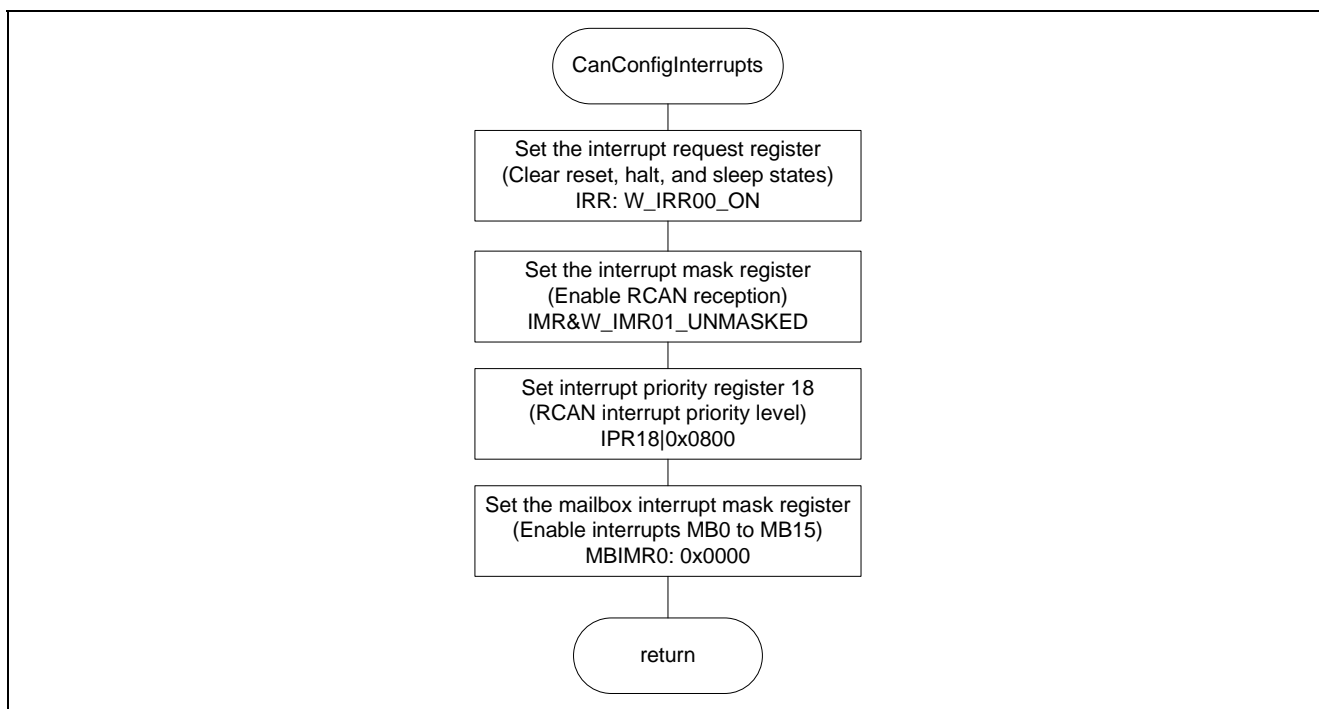 CanConfigInterrupts
Set the interrupt request register
(Clear reset, halt, and sleep states)
IRR: W_IRR00_ON
Set the interrupt mask register
(Enable RCAN reception)
IMR&W_IMR01_UNMASKED
Set interrupt priority register 18
(RCAN interrupt priority level)
IPR18|0x0800
Set the mailbox interrupt mask register
(Enable interrupts MB0 to MB15)
MBIMR0: 0x0000
return